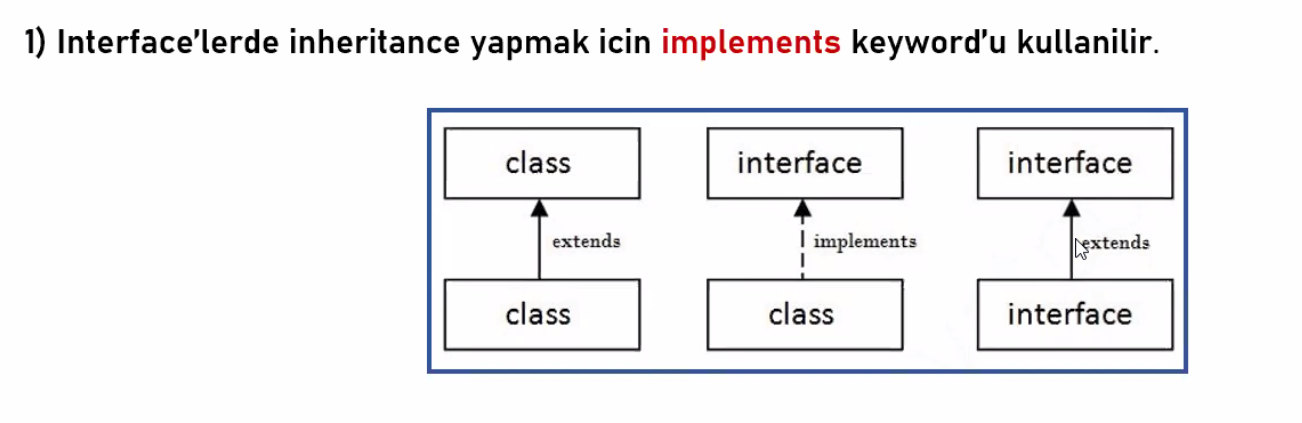 1) Interface'lerde inheritance yapmak icin implements keyword'u kullanilir.
class interface interface
extends implements extends
class class interface